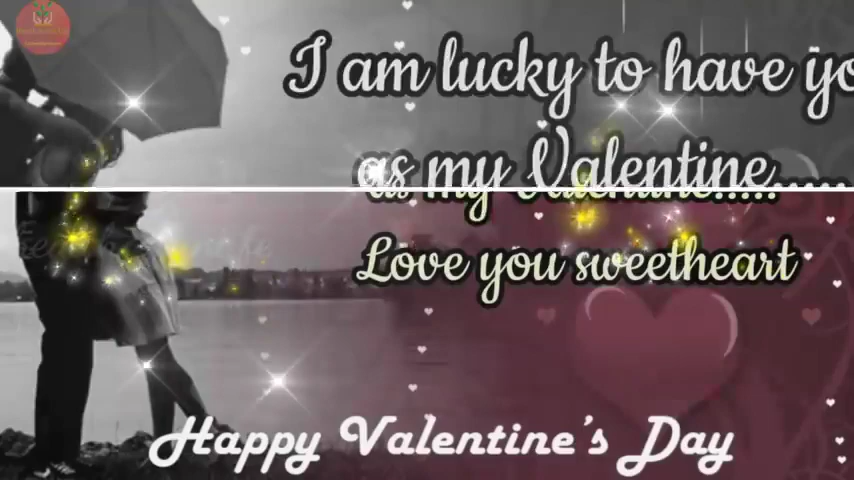 I am lucky to have yo
as my Valentine.....
Love you sweetheart
Happy Valentine's Day